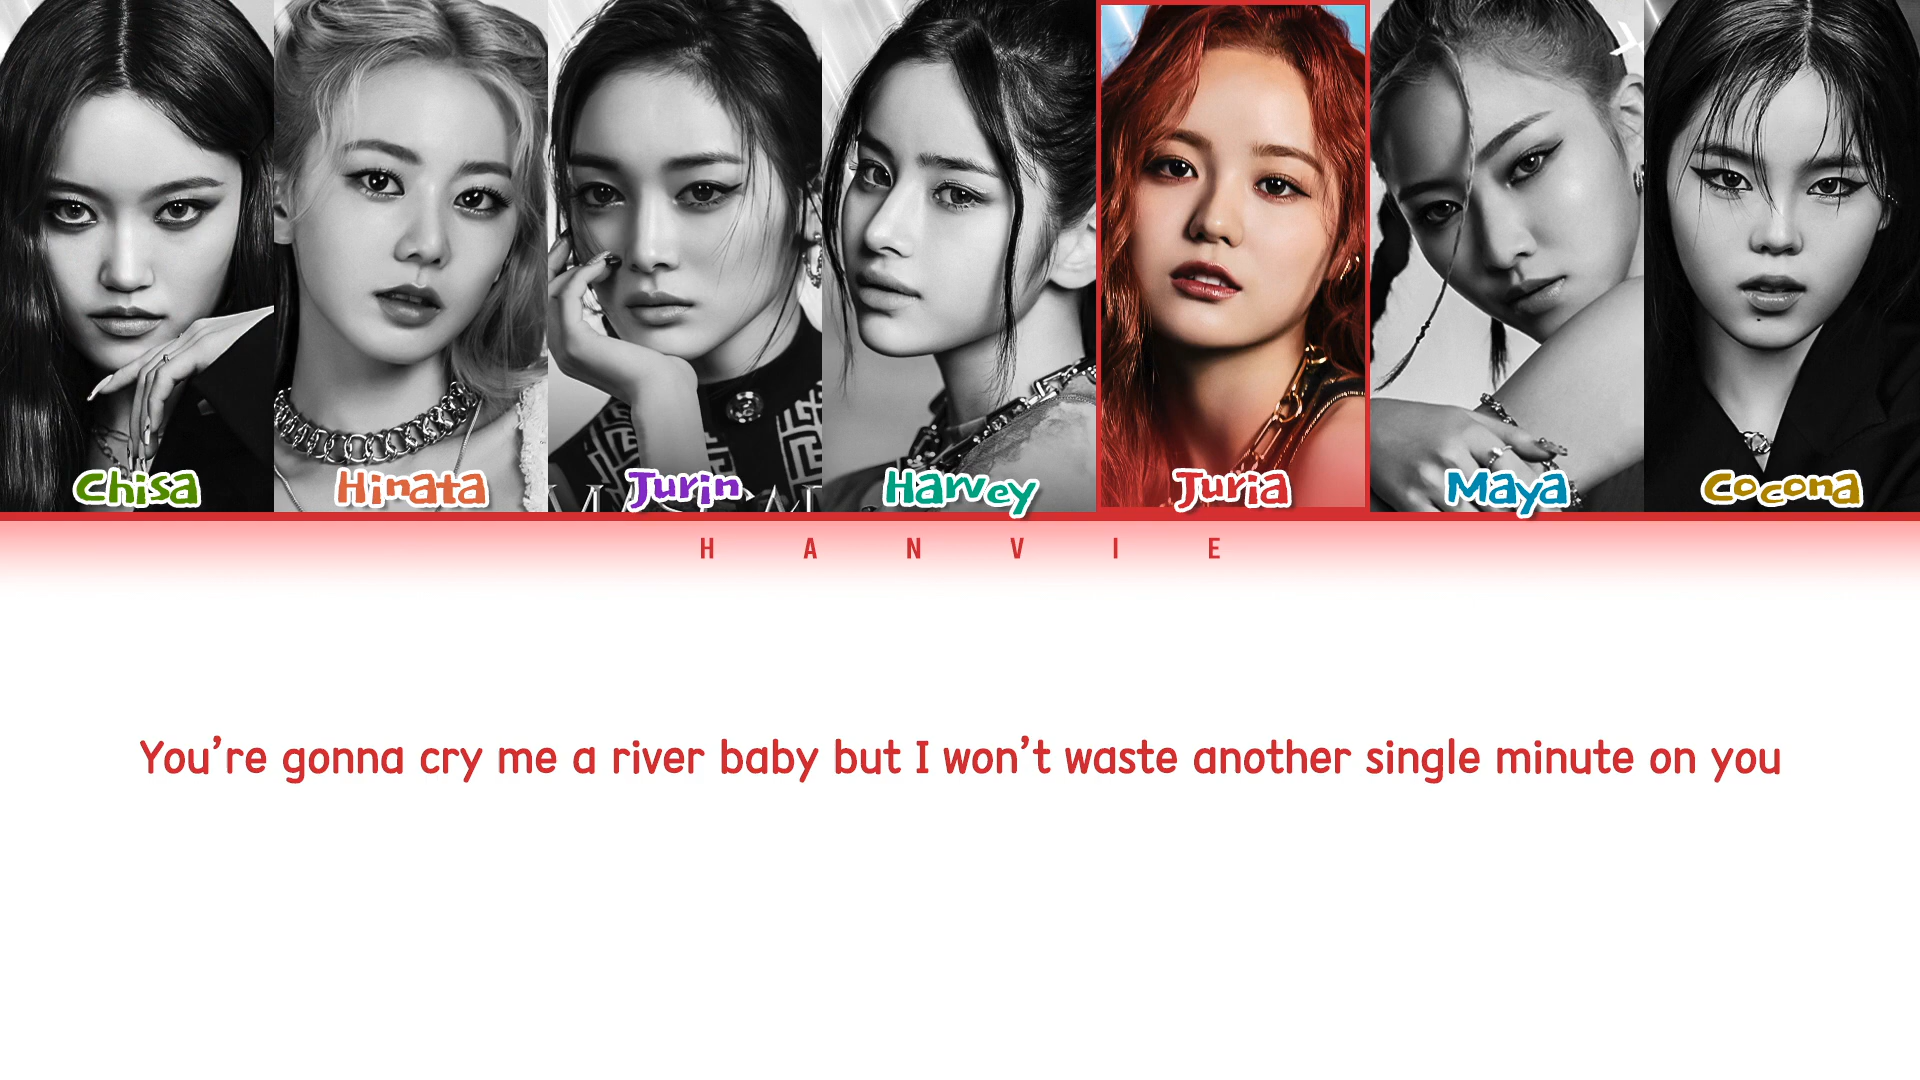 Chisa Hinata Jurin Harvey Juria Maya Cocona
H A N V I E
You're gonna cry me a river baby but I won't waste another single minute on you